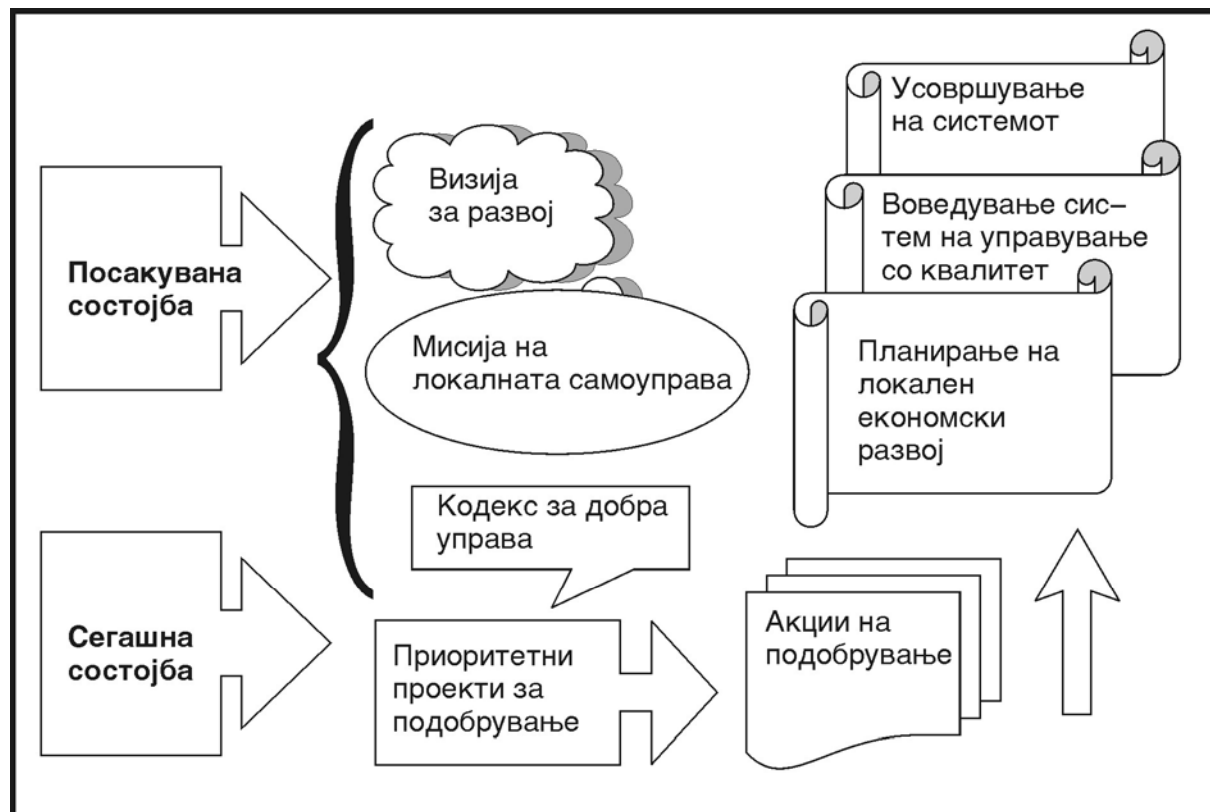 Посакувана
состојба
Визија
за развој
Мисија на
локалната самоуправа
Кодекс за добра
управа
Сегашна
состојба
Приоритетни
проекти за
подобрување
Акции на
подобрување
Усовршување
на системот
Воведување сис–
тем на управување
со квалитет
Планирање на
локален
економски
развој